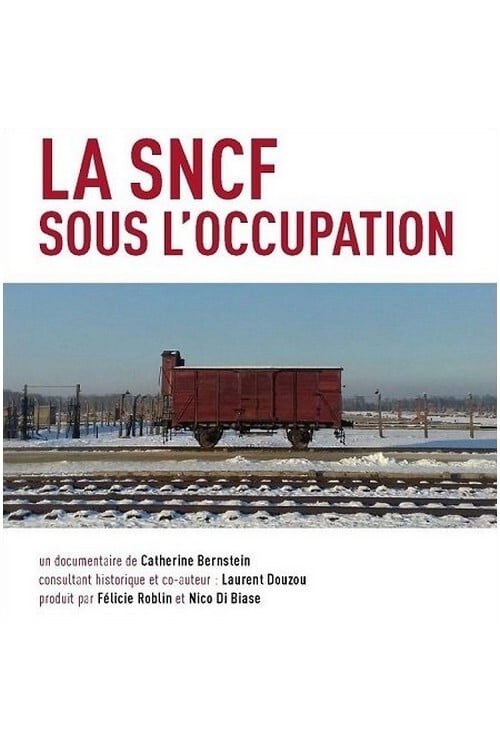 LA SNCF
SOUS L'OCCUPATION
un documentaire de Catherine Bernstein
consultant historique et co-auteur : Laurent Douzou
produit par Félicie Roblin et Nico Di Biase